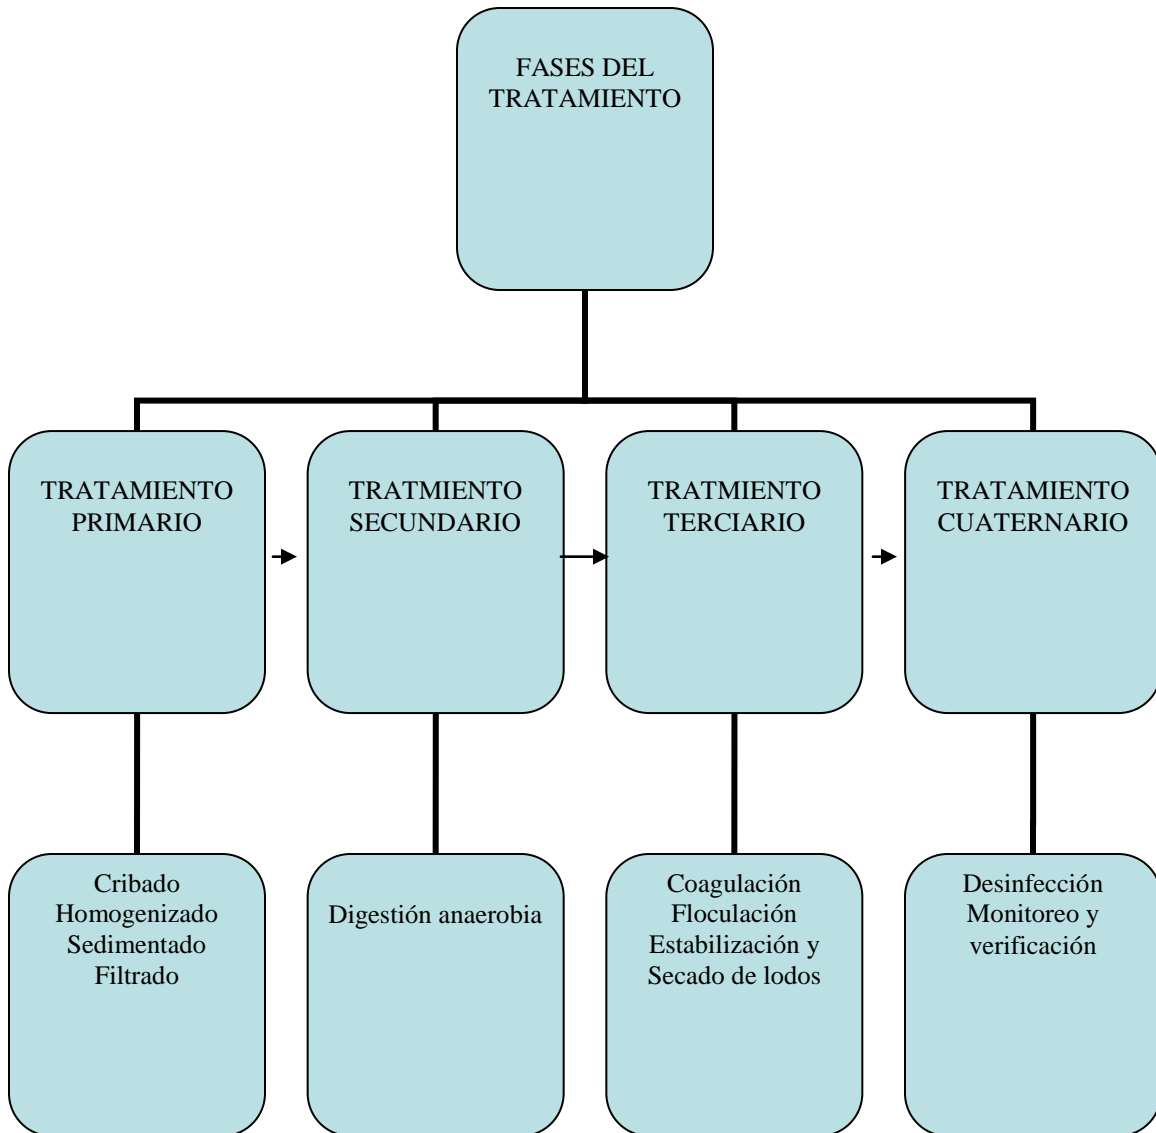 FASES DEL
TRATAMIENTO
TRATAMIENTO
PRIMARIO
TRATMIENTO
SECUNDARIO
TRATMIENTO
TERCIARIO
TRATAMIENTO
CUATERNARIO
Cribado
Homogenizado
Sedimentado
Filtrado
Digestión anaerobia
Coagulación
Floculación
Estabilización y
Secado de lodos
Desinfección
Monitoreo y
verificación